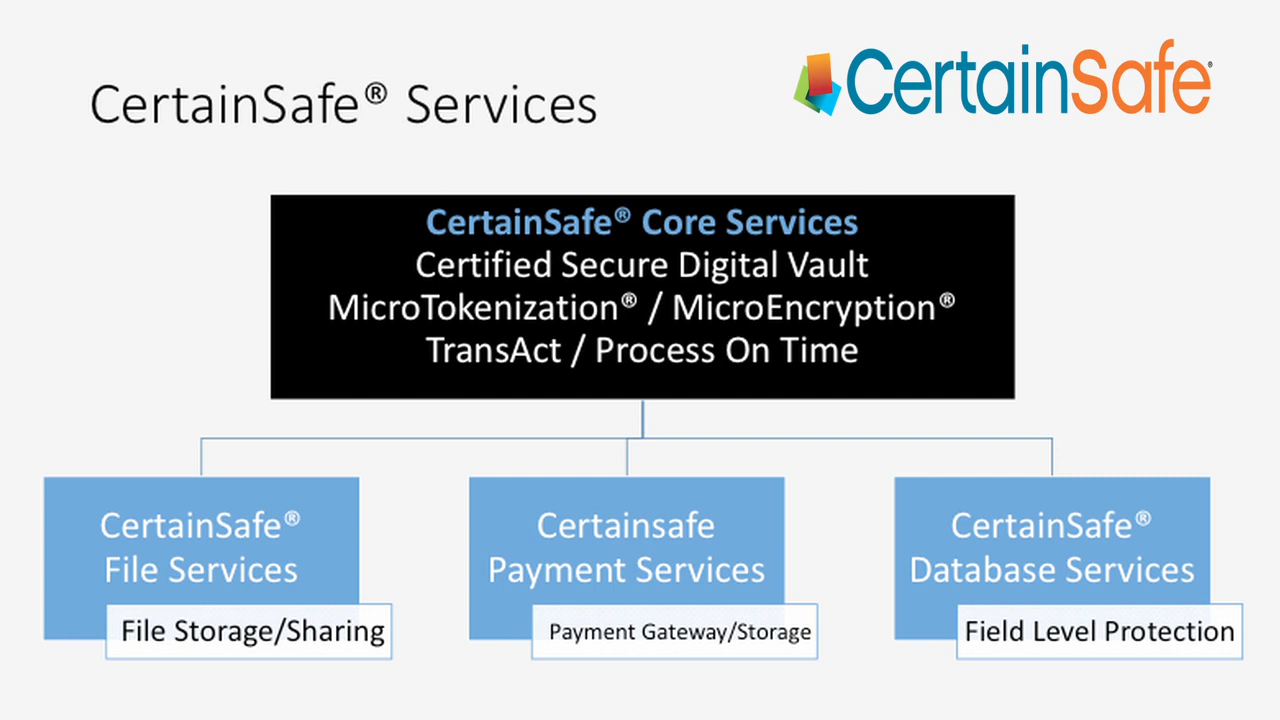 CertainSafe® Services
CertainSafe®
CertainSafe® Core Services
Certified Secure Digital Vault
MicroTokenization® / MicroEncryption®
TransAct / Process On Time
CertainSafe®
File Services
File Storage/Sharing
Certainsafe
Payment Services
Payment Gateway/Storage
CertainSafe®
Database Services
Field Level Protection